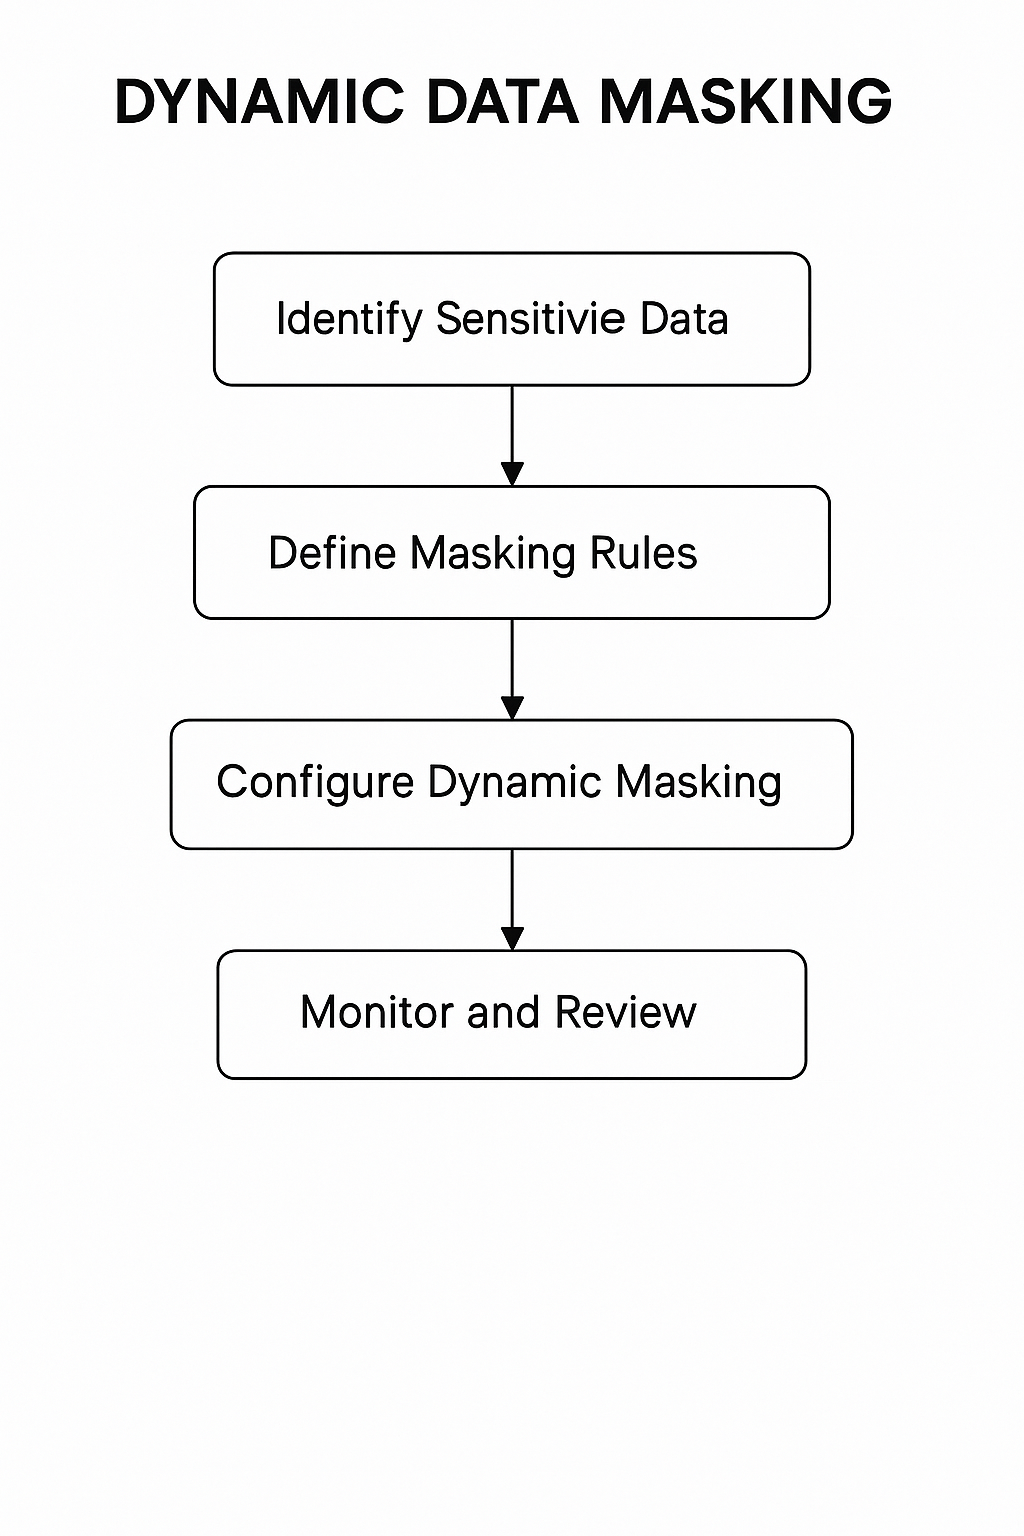 DYNAMIC DATA MASKING
Identify Sensitivie Data
Define Masking Rules
Configure Dynamic Masking
Monitor and Review